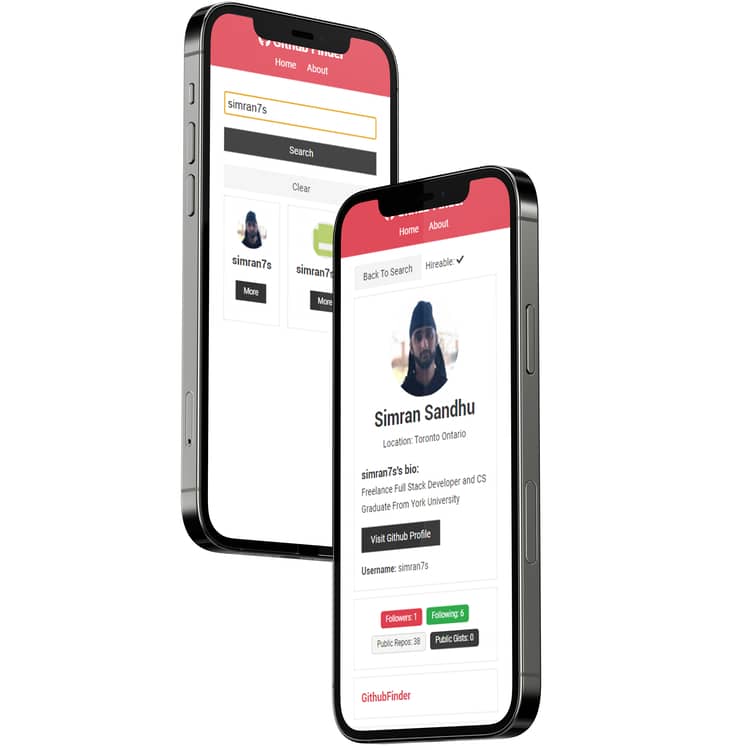 Github Finder
Home About
simran7s
Search
Clear
simran7s
More
simran7s
More
Github Finder
Home About
Back To Search Hireable:
Simran Sandhu
Location: Toronto Ontario
simran7s's bio:
Freelance Full Stack Developer and CS
Graduate From York University
Visit Github Profile
Username: simran7s
Followers: 1 Following: 6
Public Repos: 38 Public Gists: 0
GithubFinder